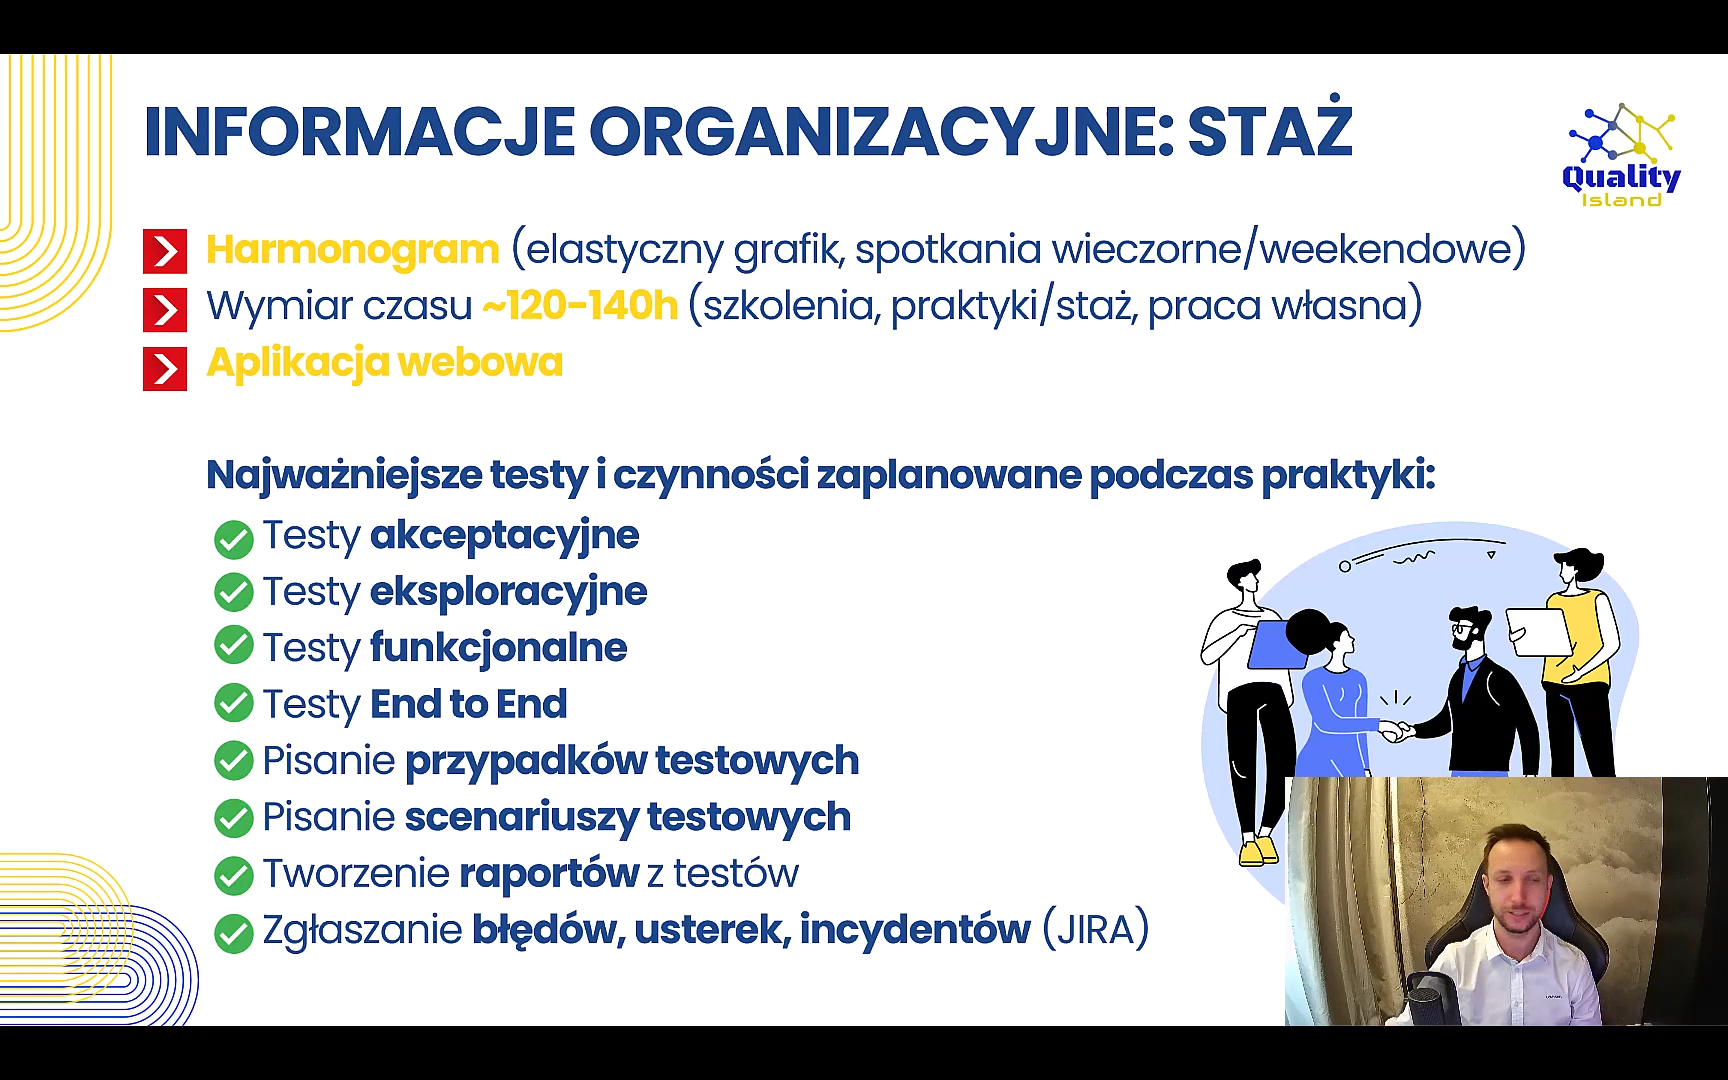 INFORMACJE ORGANIZACYJNE: STAŻ
Quality
Island
Harmonogram (elastyczny grafik, spotkania wieczorne/weekendowe)
Wymiar czasu ~120-140h (szkolenia, praktyki/staż, praca własna)
Aplikacja webowa
Najważniejsze testy i czynności zaplanowane podczas praktyki:
Testy akceptacyjne
Testy eksploracyjne
Testy funkcjonalne
Testy End to End
Pisanie przypadków testowych
Pisanie scenariuszy testowych
Tworzenie raportów z testów
Zgłaszanie błędów, usterek, incydentów (JIRA)